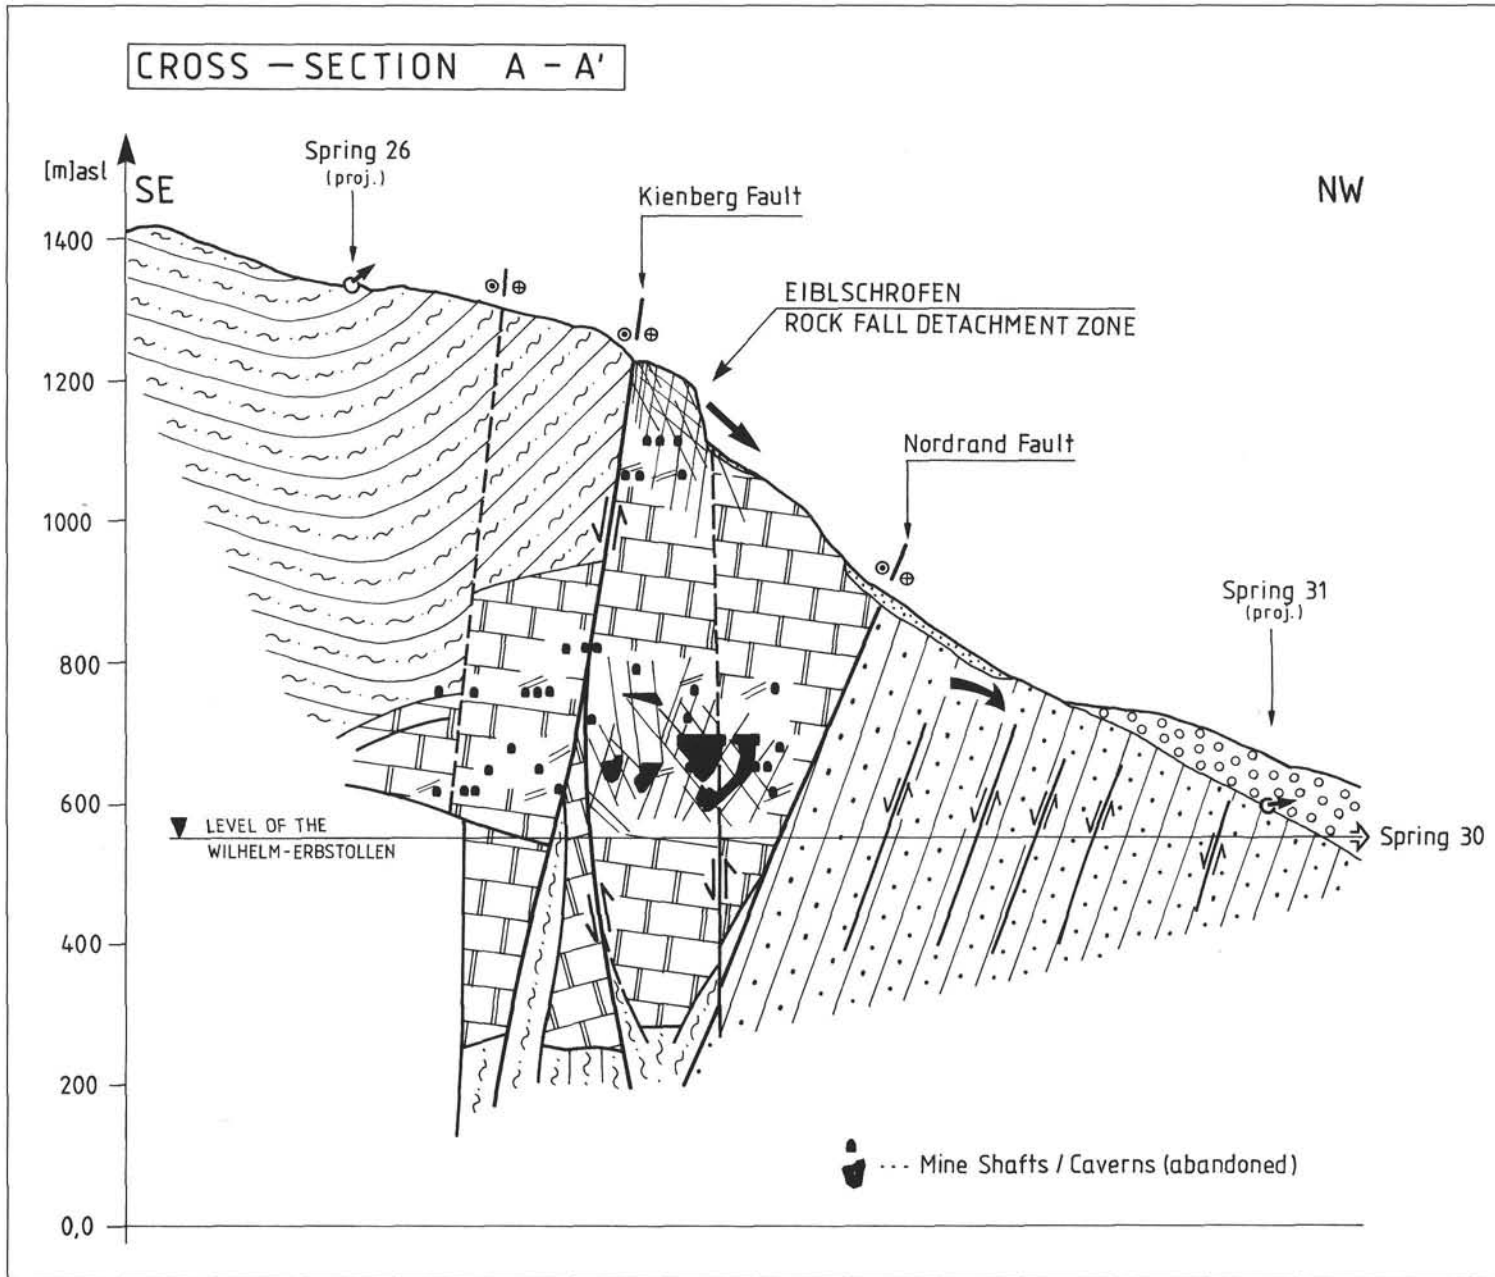 CROSS – SECTION A – A'
Spring 26
(proj.)
[m]asl
SE
Kienberg Fault
NW
1400
EIBLSCHROFEN
ROCK FALL DETACHMENT ZONE
1200
Nordrand Fault
1000
Spring 31
(proj.)
800
600
LEVEL OF THE
WILHELM-ERBSTOLLEN
Spring 30
400
200
... Mine Shafts / Caverns (abandoned)
0,0